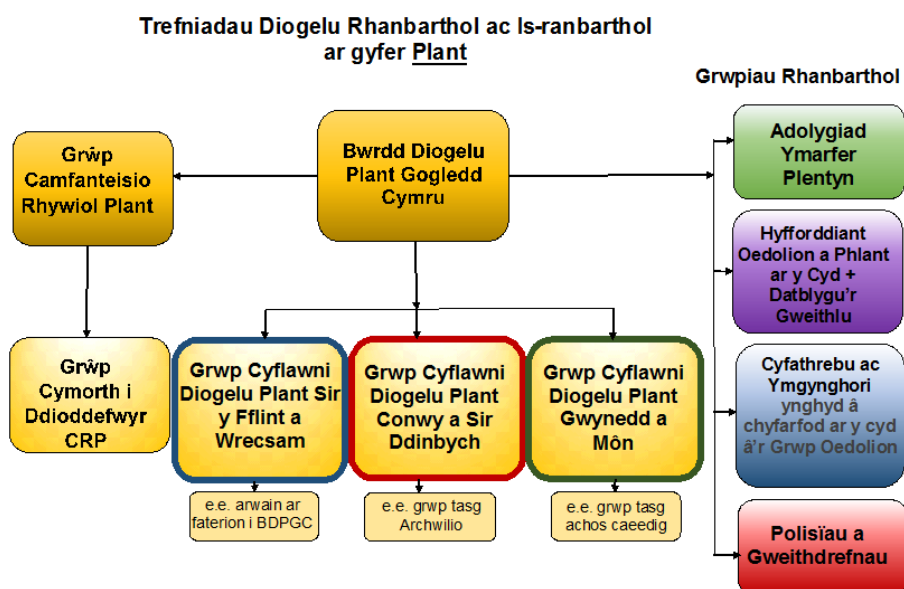 Trefniadau Diogelu Rhanbarthol ac Is-ranbarthol
ar gyfer Plant
Grwpiau Rhanbarthol
Grŵp
Camfanteisio
Rhywiol Plant
Bwrdd Diogelu
Plant Gogledd
Cymru
Adolygiad
Ymarfer
Plentyn
Hyfforddiant
Oedolion a Phlant
ar y Cyd +
Datblygu'r
Gweithlu
Grŵp
Cymorth i
Ddioddefwyr
CRP
Grwp Cyflawni
Diogelu Plant Sir
y Fflint a
Wrecsam
Grwp Cyflawni
Diogelu Plant
Conwy a Sir
Ddinbych
Grwp Cyflawni
Diogelu Plant
Gwynedd a
Môn
Cyfathrebu ac
Ymgynghori
ynghyd â
chyfarfod ar y cyd
â'r Grwp Oedolion
e.e. arwain ar
faterion i BDPGC
e.e. grwp tasg
Archwilio
e.e. grwp tasg
achos caeedig
Polisïau a
Gweithdrefnau